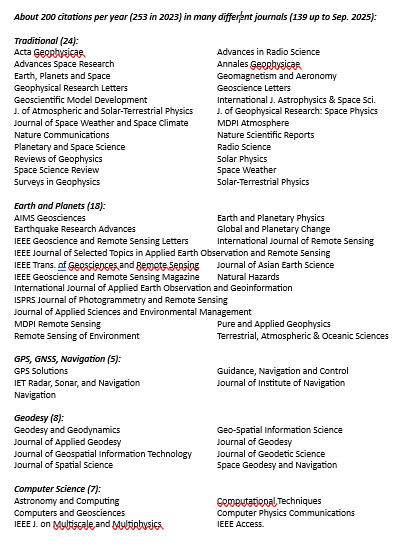 About 200 citations per year (253 in 2023) in many different journals (139 up to Sep. 2025):
Traditional (24):
Acta Geophysicae Advances in Radio Science
Advances Space Research Annales Geophysicae
Earth, Planets and Space Geomagnetism and Aeronomy
Geophysical Research Letters Geoscience Letters
Geoscientific Model Development International J. Astrophysics & Space Sci.
J. of Atmospheric and Solar-Terrestrial Physics J. of Geophysical Research: Space Physics
Journal of Space Weather and Space Climate MDPI Atmosphere
Nature Communications Nature Scientific Reports
Planetary and Space Science Radio Science
Reviews of Geophysics Solar Physics
Space Science Review Space Weather
Surveys in Geophysics Solar-Terrestrial Physics
Earth and Planets (18):
AIMS Geosciences Earth and Planetary Physics
Earthquake Research Advances Global and Planetary Change
IEEE Geoscience and Remote Sensing Letters International Journal of Remote Sensing
IEEE Journal of Selected Topics in Applied Earth Observation and Remote Sensing
IEEE Trans. of Geosciences and Remote Sensing Journal of Asian Earth Science
IEEE Geoscience and Remote Sensing Magazine Natural Hazards
International Journal of Applied Earth Observation and Geoinformation
ISPRS Journal of Photogrammetry and Remote Sensing
Journal of Applied Sciences and Environmental Management
MDPI Remote Sensing Pure and Applied Geophysics
Remote Sensing of Environment Terrestrial, Atmospheric & Oceanic Sciences
GPS, GNSS, Navigation (5):
GPS Solutions Guidance, Navigation and Control
IET Radar, Sonar, and Navigation Journal of Institute of Navigation
Navigation
Geodesy (8):
Geodesy and Geodynamics Geo-Spatial Information Science
Journal of Applied Geodesy Journal of Geodesy
Journal of Geospatial Information Technology Journal of Geodetic Science
Journal of Spatial Science Space Geodesy and Navigation
Computer Science (7):
Astronomy and Computing Computational Techniques
Computers and Geosciences Computer Physics Communications
IEEE J. on Multiscale and Multiphysics IEEE Access.